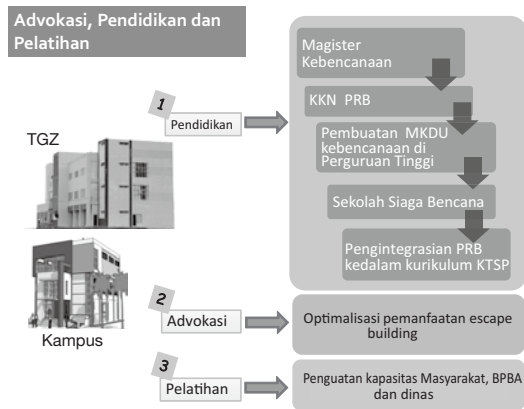 Advokasi, Pendidikan dan
Pelatihan
TGZ
Kampus
1
Pendidikan
Magister
Kebencanaan
KKN PRB
Pembuatan MKDU
kebencanaan di
Perguruan Tinggi
Sekolah Siaga Bencana
Pengintegrasian PRB
kedalam kurikulum KTSP
2
Advokasi
Optimalisasi pemanfaatan escape
building
3
Pelatihan
Penguatan kapasitas Masyarakat, BPBA
dan dinas